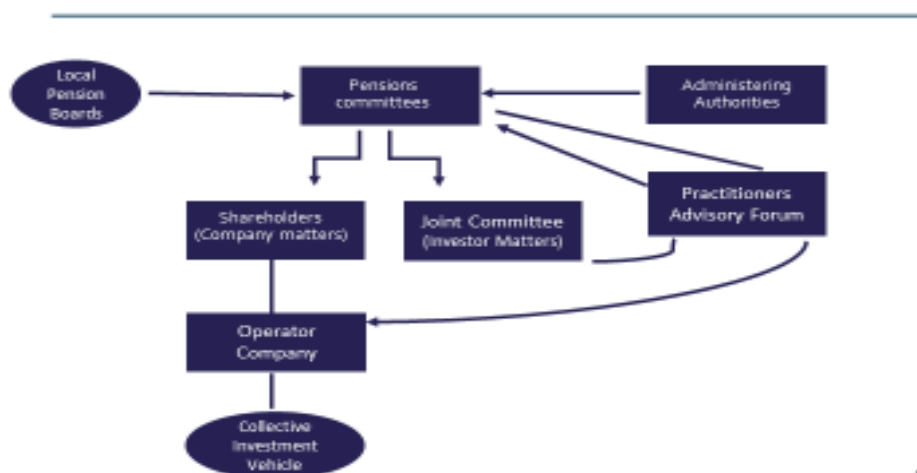 Local
Pension
Boards
Pensions
committees
Administering
Authorities
Practitioners
Advisory Forum
Shareholders
(Company matters)
Joint Committee
(Investor Matters)
Operator
Company
Collective
Investment
Vehicle